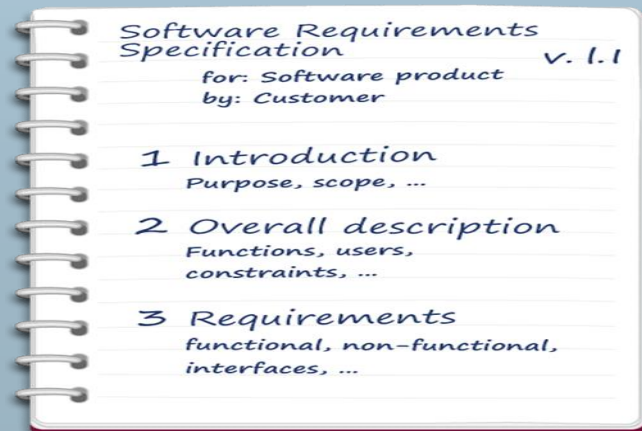 Software Requirements
Specification
v. 1.1
for: Software product
by: Customer
1 Introduction
Purpose, scope, ...
2 Overall description
Functions, users,
constraints, ...
3 Requirements
functional, non-functional,
interfaces, ...